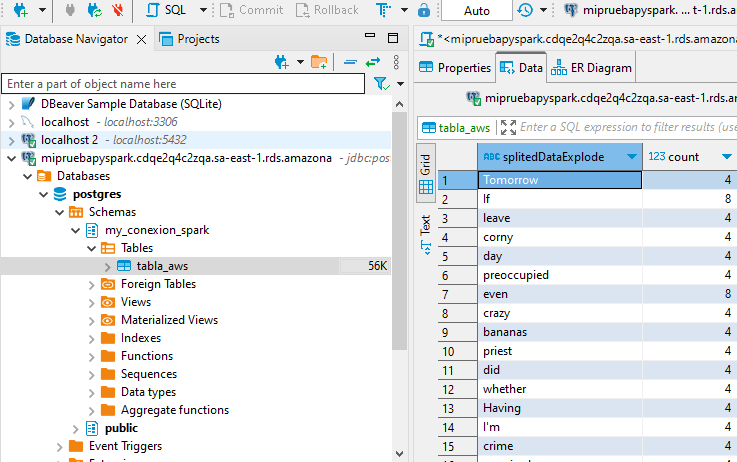 SQL
Commit
Rollback
Auto
mipruebapyspark. ... t-1.rds.ama
Database Navigator
Projects
Enter a part of object name here
DBeaver Sample Database (SQLite)
localhost - localhost:3306
localhost 2 - localhost:5432
mipruebapyspark.cdqe2q4c2zqa.sa-east-1.rds.amazona - jdbc:pos
Databases
postgres
Schemas
my_conexion_spark
Tables
tabla_aws 56K
Foreign Tables
Views
Materialized Views
Indexes
Functions
Sequences
Data types
Aggregate functions
public
Event Triggers
*<mipruebapyspark.cdqe2q4c2zqa.sa-east-1.rds.amazona
Properties
Data
ER Diagram
mipruebapyspark.cdqe2q4c2zqa.sa-east-1.rds.ama
tabla_aws
Enter a SQL expression to filter results (use
Grid
Text
ABC splitedDataExplode 123 count
1 Tomorrow 4
2 If 8
3 leave 4
4 corny 4
5 day 4
6 preoccupied 4
7 even 8
8 crazy 4
9 bananas 4
10 priest 4
11 did 4
12 whether 4
13 Having 4
14 I'm 4
15 crime 4